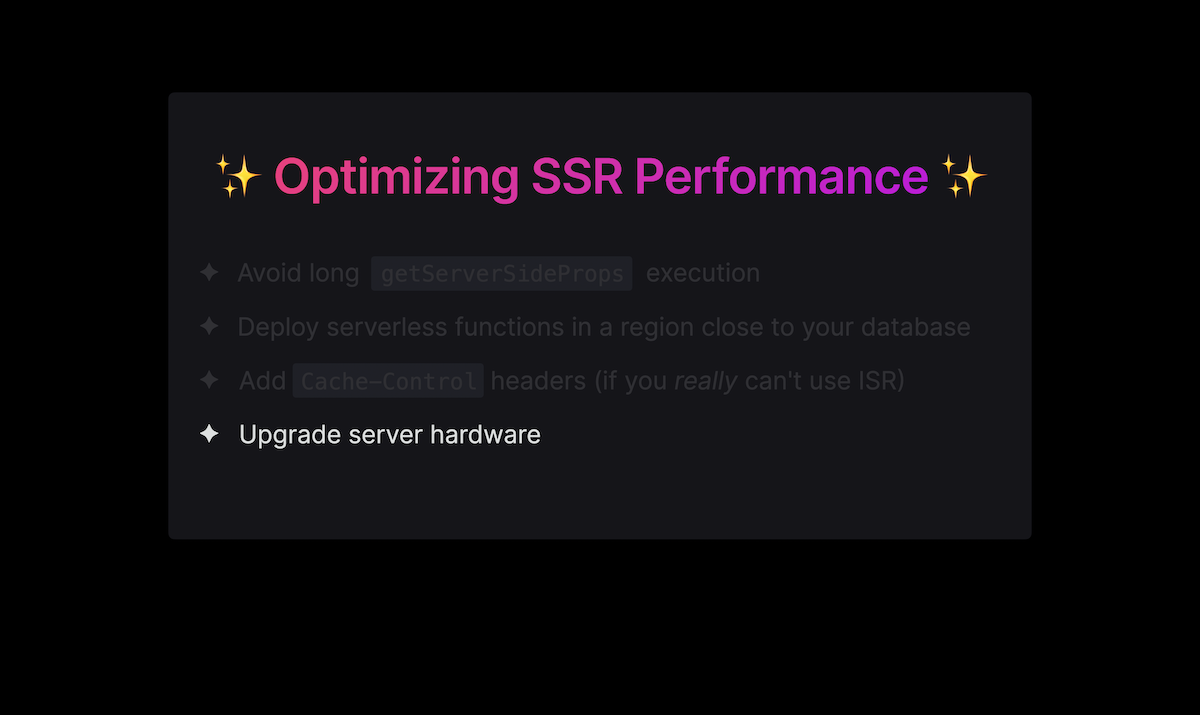 ✨ Optimizing SSR Performance ✨
✦ Avoid long getServerSideProps execution
✦ Deploy serverless functions in a region close to your database
✦ Add Cache-Control headers (if you really can't use ISR)
✦ Upgrade server hardware